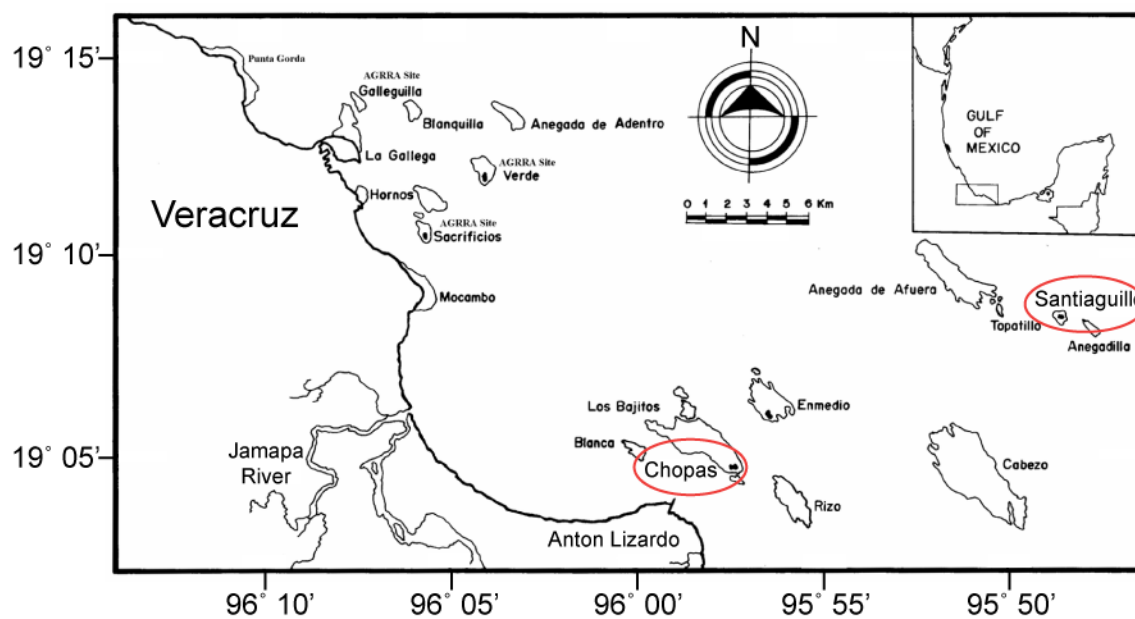 19° 15'
19° 10'
19° 05'
96° 10'
96° 05'
96° 00'
95° 55'
95° 50'
Punta Gorda
AGRRA Site
Galleguilla
Blanquilla
Anegada de Adentro
La Gallega
AGRRA Site
Verde
Hornos
AGRRA Site
Sacrificios
Veracruz
Mocambo
N
0 1 2 3 4 5 6 Km
GULF
OF
MEXICO
Anegada de Afuera
Topatillo
Santiaguillo
Anegadilla
Los Bajitos
Enmedio
Blanca
Chopas
Cabezo
Rizo
Jamapa
River
Anton Lizardo